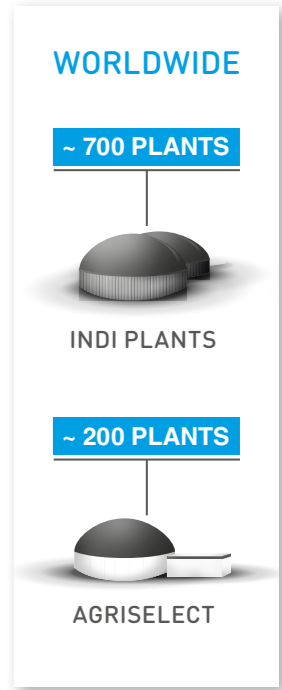 WORLDWIDE
~ 700 PLANTS
INDI PLANTS
~ 200 PLANTS
AGRISELECT